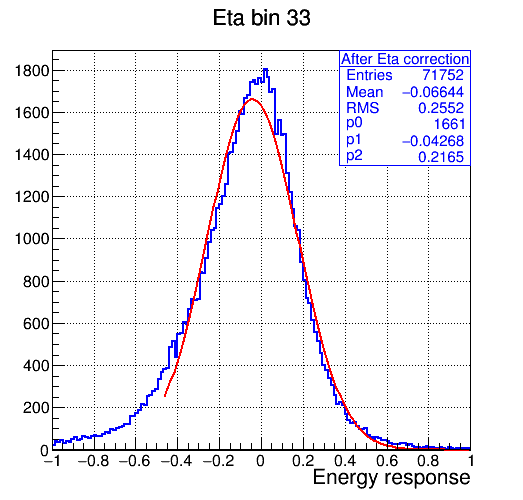 Eta bin 33
After Eta correction
Entries 71752
Mean −0.06644
RMS 0.2552
p0 1661
p1 −0.04268
p2 0.2165
1800
1600
1400
1200
1000
800
600
400
200
0
−1 −0.8 −0.6 −0.4 −0.2 0 0.2 0.4 0.6 0.8 1
Energy response